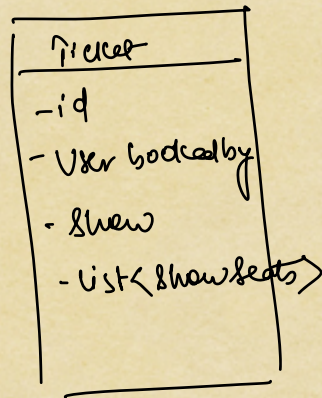 Ticket
- id
- User bookedby
- Show
- List<ShowSeats>